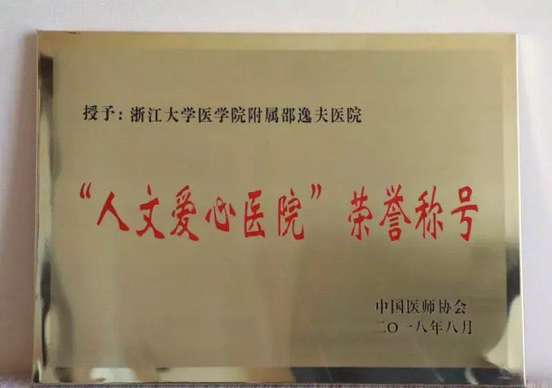 授予：浙江大学医学院附属邵逸夫医院
“人文爱心医院”荣誉称号
中国医师协会
二〇一八年八月